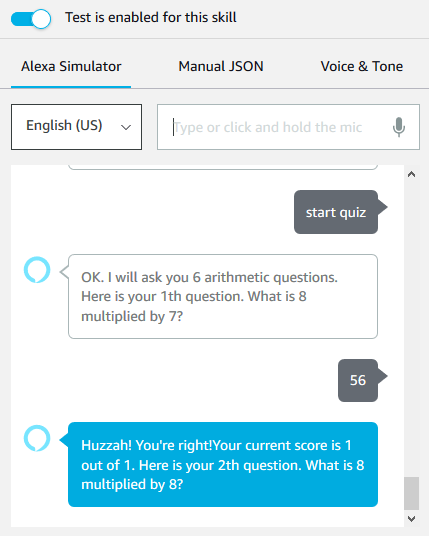 Test is enabled for this skill
Alexa Simulator
Manual JSON
Voice & Tone
English (US)
Type or click and hold the mic
start quiz
OK. I will ask you 6 arithmetic questions.
Here is your 1th question. What is 8
multiplied by 7?
56
Huzzah! You're right!Your current score is 1
out of 1. Here is your 2th question. What is 8
multiplied by 8?